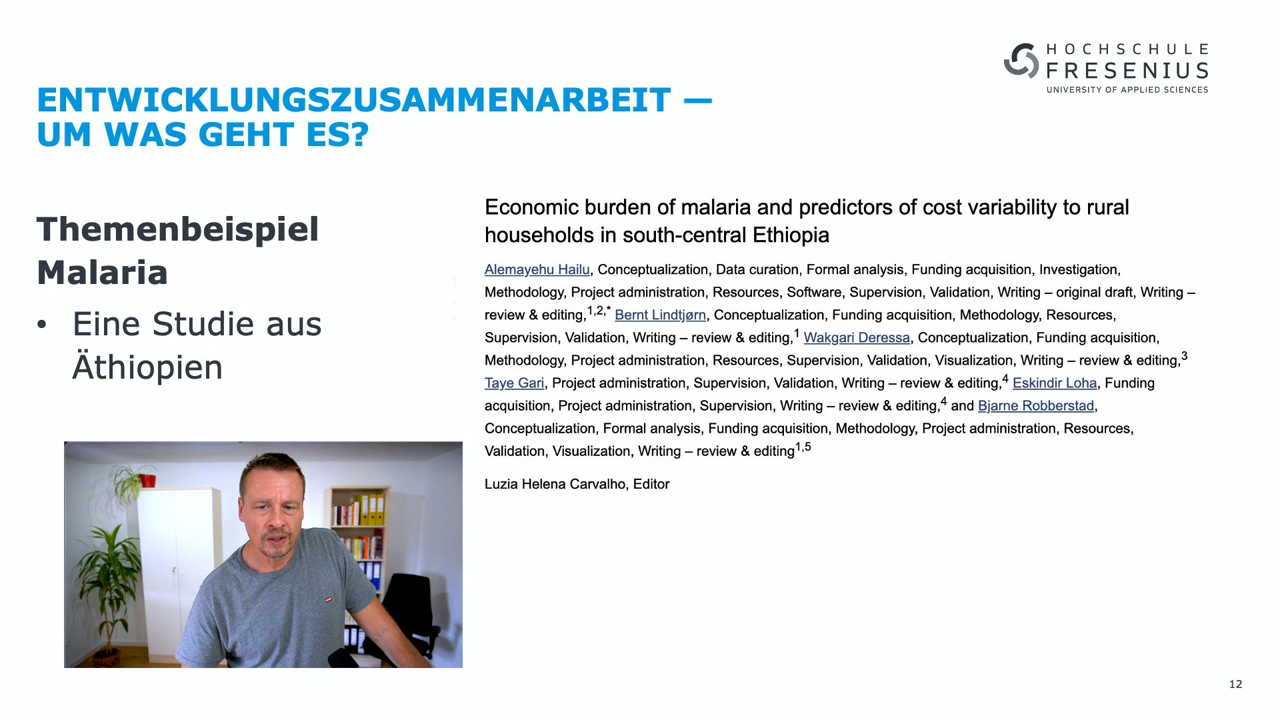 HOCHSCHULE
FRESENIUS
UNIVERSITY OF APPLIED SCIENCES
ENTWICKLUNGSZUSAMMENARBEIT —
UM WAS GEHT ES?
Themenbeispiel
Malaria
• Eine Studie aus
Äthiopien
Economic burden of malaria and predictors of cost variability to rural
households in south-central Ethiopia
Alemayehu Hailu, Conceptualization, Data curation, Formal analysis, Funding acquisition, Investigation,
Methodology, Project administration, Resources, Software, Supervision, Validation, Writing – original draft, Writing –
review & editing,1,2,* Bernt Lindtjørn, Conceptualization, Funding acquisition, Methodology, Resources,
Supervision, Validation, Writing – review & editing,1 Wakgari Deressa, Conceptualization, Funding acquisition,
Methodology, Project administration, Resources, Supervision, Validation, Visualization, Writing – review & editing,3
Taye Gari, Project administration, Supervision, Validation, Writing – review & editing,4 Eskindir Loha, Funding
acquisition, Project administration, Supervision, Writing – review & editing,4 and Bjarne Robberstad,
Conceptualization, Formal analysis, Funding acquisition, Methodology, Project administration, Resources,
Validation, Visualization, Writing – review & editing1,5
Luzia Helena Carvalho, Editor
12